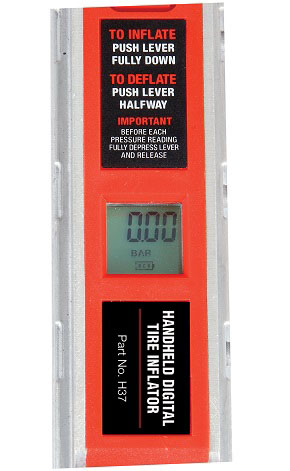 TO INFLATE
PUSH LEVER
FULLY DOWN
TO DEFLATE
PUSH LEVER
HALFWAY
IMPORTANT
BEFORE EACH
PRESSURE READING
FULLY DEPRESS LEVER
AND RELEASE
0.00
BAR
HANDHELD DIGITAL
TIRE INFLATOR
Part No. H37